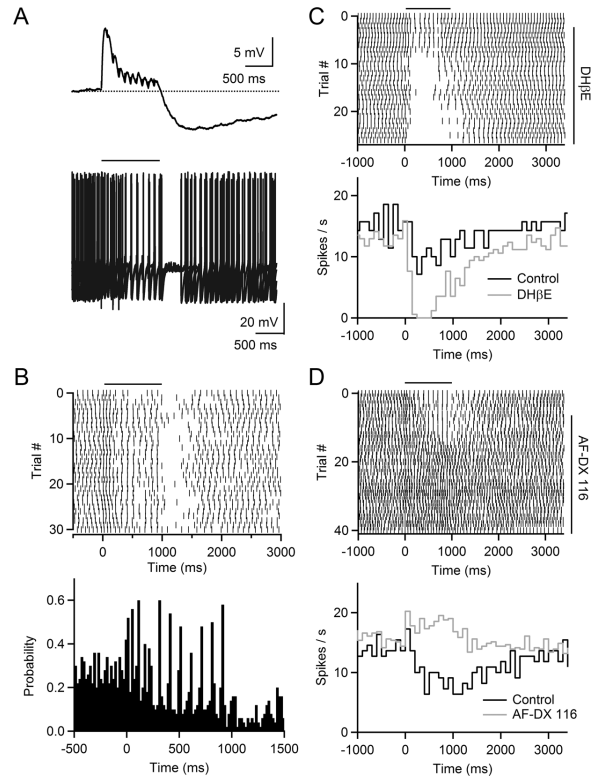 A
5 mV
500 ms
20 mV
500 ms
B
0
10
20
30
Trial #
0
1000
2000
3000
Time (ms)
0.6
0.4
0.2
0.0
Probability
-500
0
500
1000
1500
Time (ms)
C
0
10
20
Trial #
DHβE
-1000
0
1000
2000
3000
Time (ms)
20
10
0
Spikes / s
Control
DHβE
-1000
0
1000
2000
3000
Time (ms)
D
0
20
40
Trial #
AF-DX 116
-1000
0
1000
2000
3000
Time (ms)
20
10
0
Spikes / s
Control
AF-DX 116
-1000
0
1000
2000
3000
Time (ms)